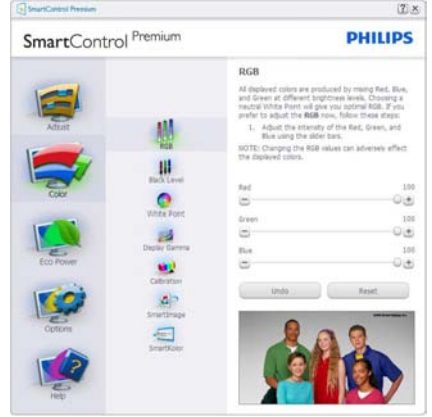 SmartControl Premium
SmartControl Premium
PHILIPS
Adjust
Color
Eco Power
Options
Help
RGB
Black Level
White Point
Display Gamma
Calibration
SmartImage
SmartKolor
RGB
All displayed colors are produced by mixing Red, Blue,
and Green at different brightness levels. Choosing a
neutral White Point will give you optimal RGB. If you
prefer to adjust the RGB now, follow these steps:
1. Adjust the intensity of the Red, Green, and
Blue using the slider bars.
NOTE: Changing the RGB values can adversely affect
the displayed colors.
Red 100
Green 100
Blue 100
Undo Reset